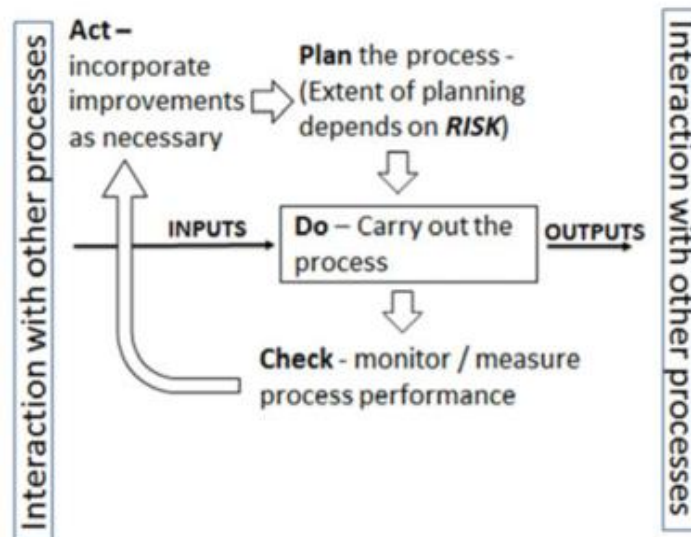 Interaction with other processes
Act –
incorporate
improvements
as necessary
Plan the process -
(Extent of planning
depends on RISK)
INPUTS
Do – Carry out the
process
OUTPUTS
Check - monitor / measure
process performance
Interaction with other processes